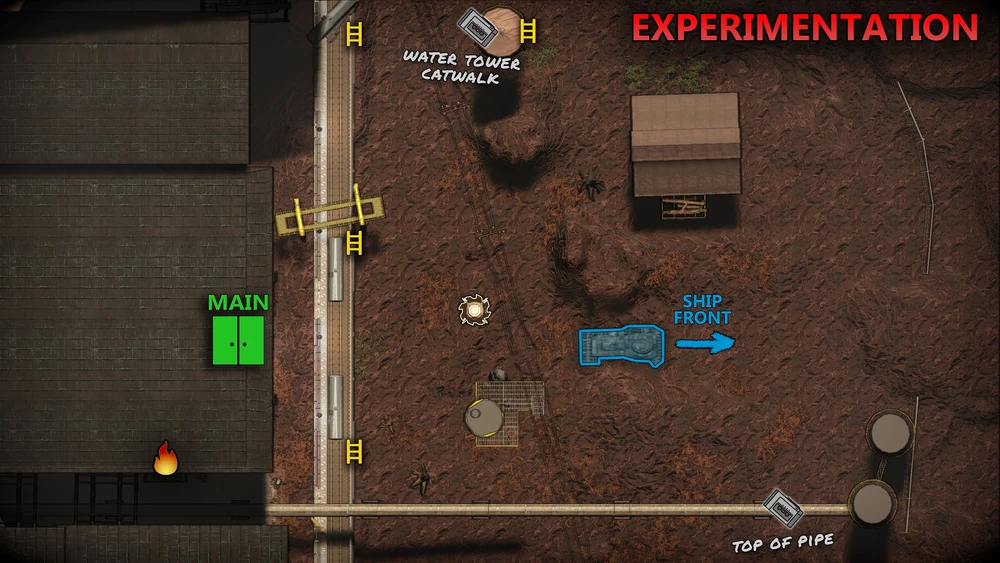 EXPERIMENTATION
WATER TOWER
CATWALK
MAIN
SHIP
FRONT
TOP OF PIPE